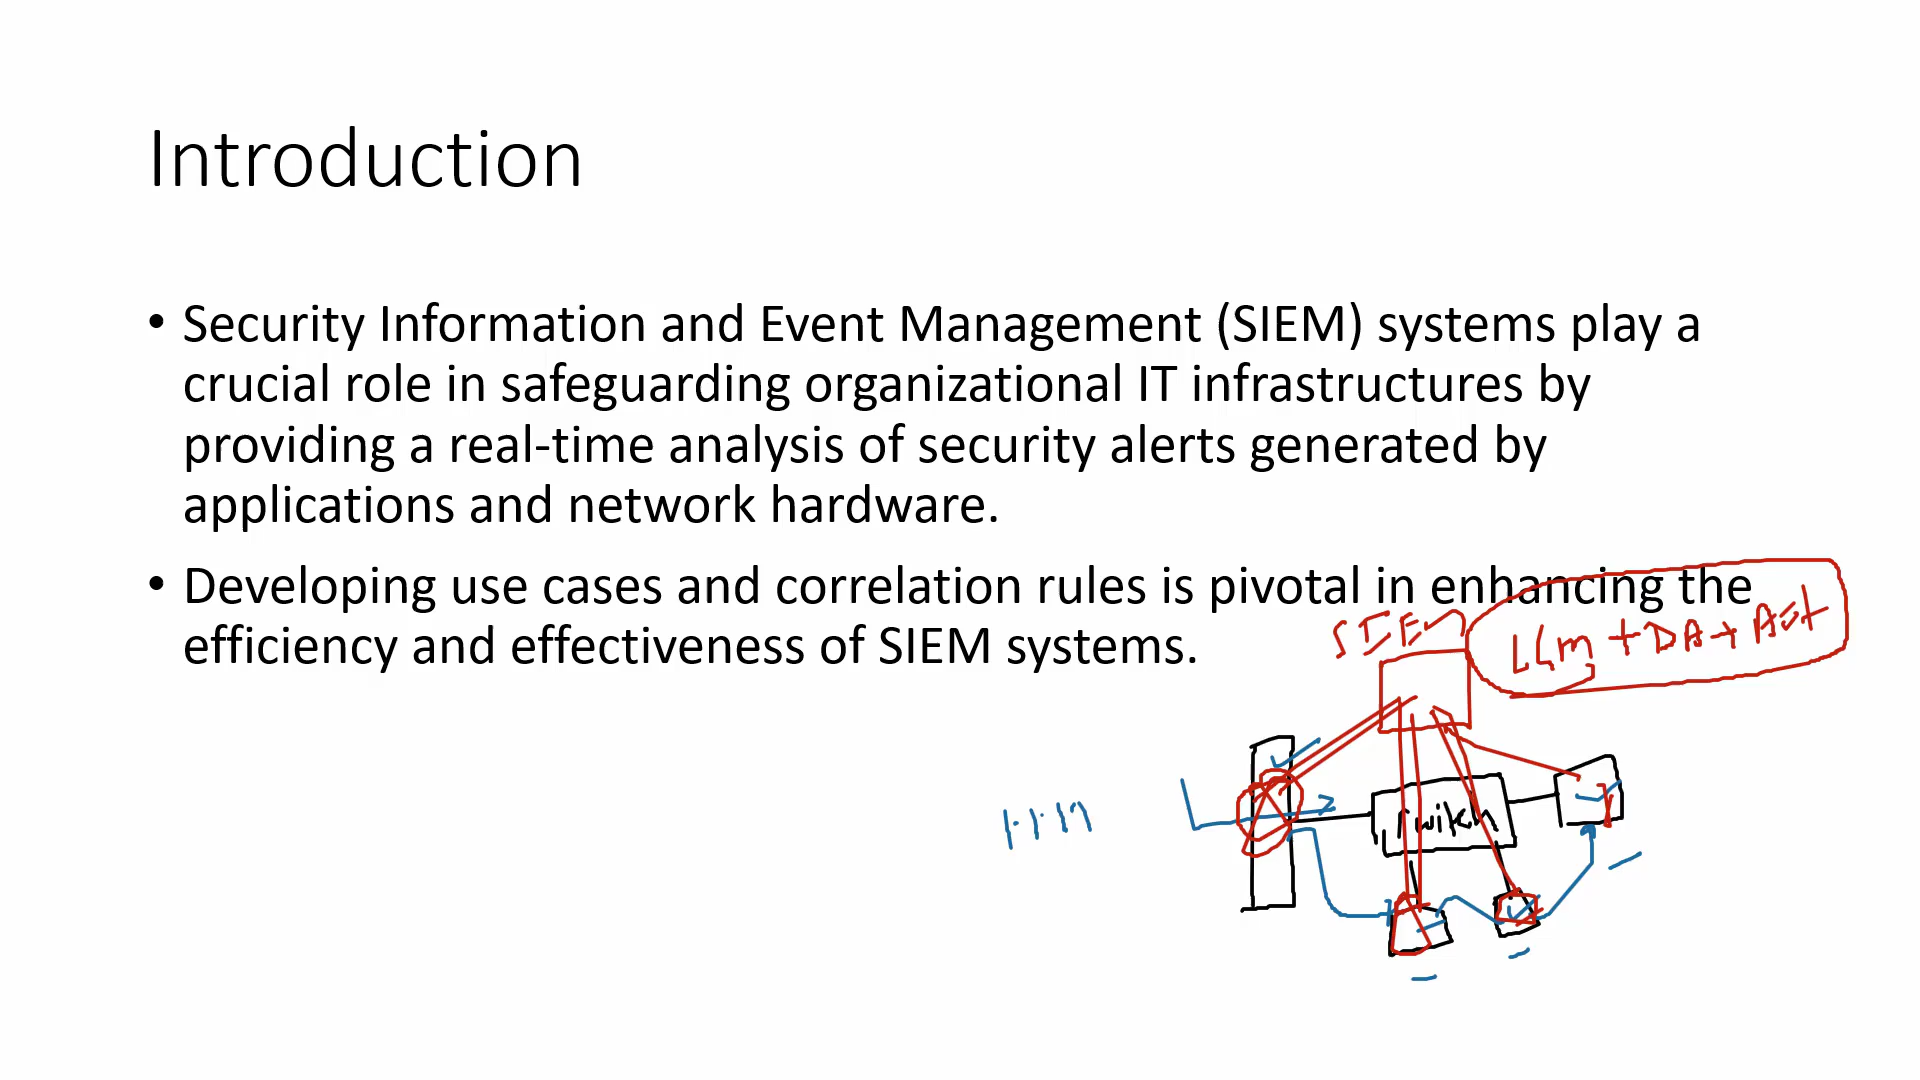 Introduction
• Security Information and Event Management (SIEM) systems play a
crucial role in safeguarding organizational IT infrastructures by
providing a real-time analysis of security alerts generated by
applications and network hardware.
• Developing use cases and correlation rules is pivotal in enhancing the
efficiency and effectiveness of SIEM systems.
SIEM
LLm + DA +
Switch